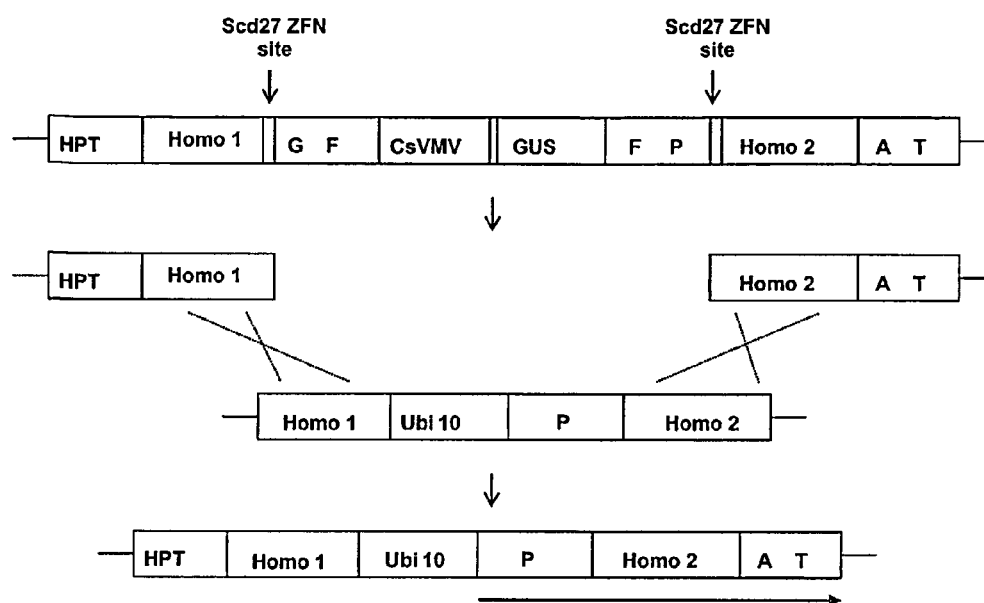 Scd27 ZFN
site
Scd27 ZFN
site
HPT Homo 1 G F CsVMV GUS F P Homo 2 A T
HPT Homo 1 Homo 2 A T
Homo 1 Ubi 10 P Homo 2
HPT Homo 1 Ubi 10 P Homo 2 A T